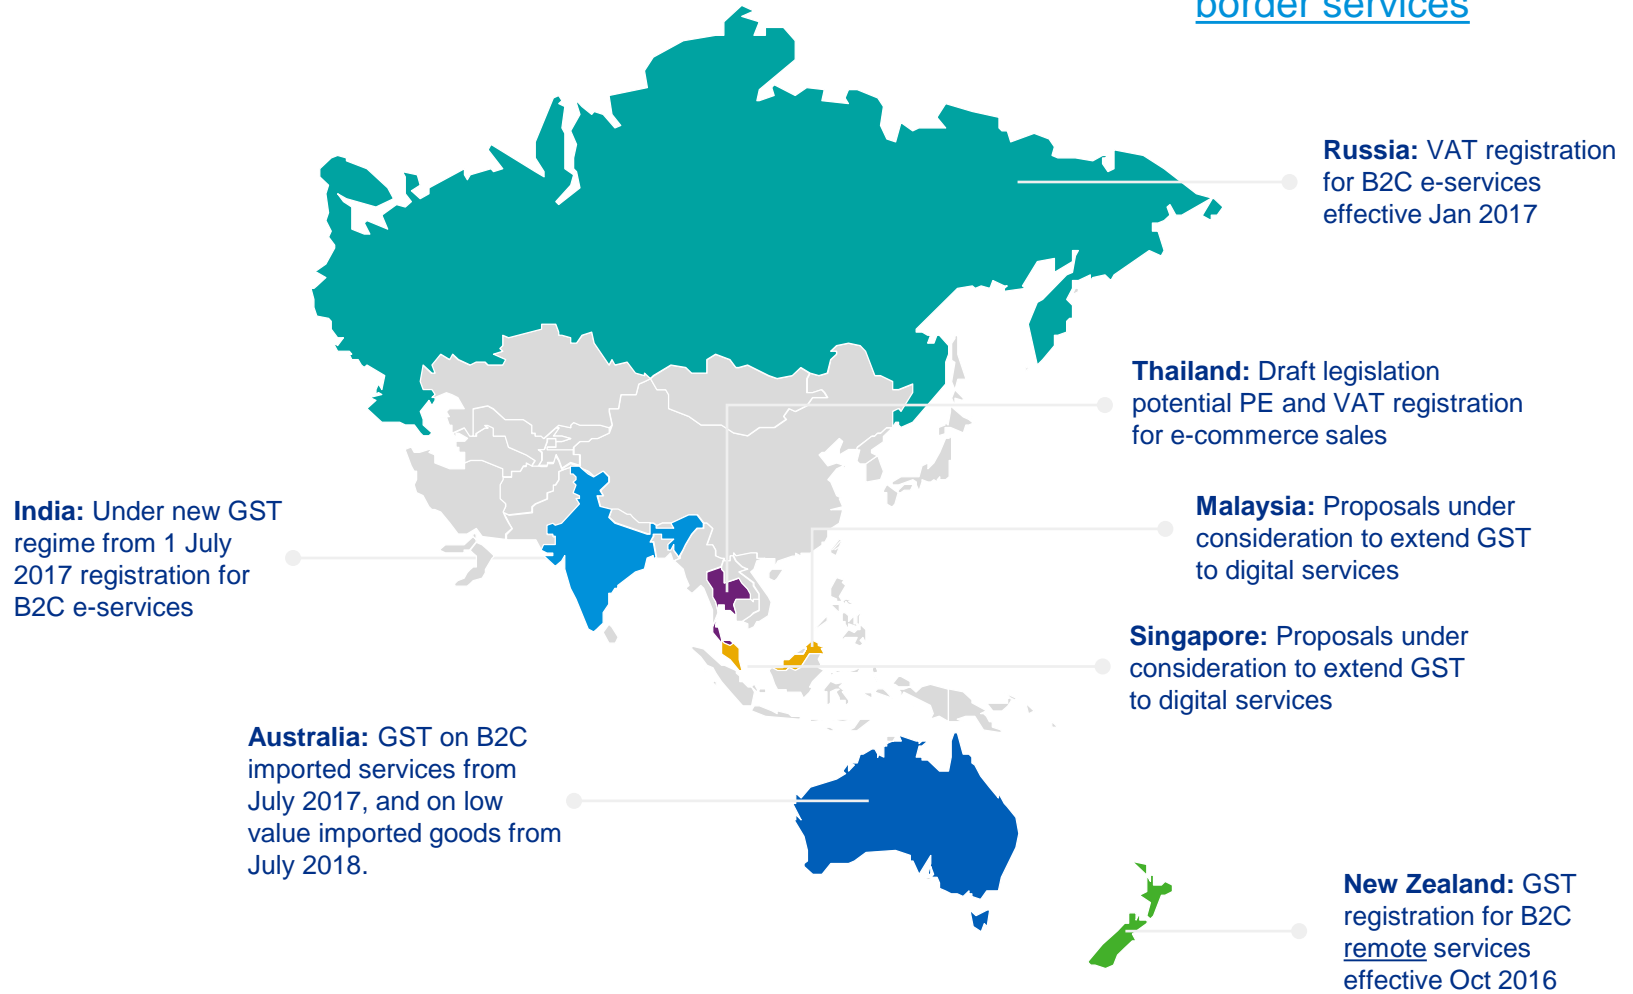 border services
Russia: VAT registration
for B2C e-services
effective Jan 2017
Thailand: Draft legislation
potential PE and VAT registration
for e-commerce sales
Malaysia: Proposals under
consideration to extend GST
to digital services
India: Under new GST
regime from 1 July
2017 registration for
B2C e-services
Singapore: Proposals under
consideration to extend GST
to digital services
Australia: GST on B2C
imported services from
July 2017, and on low
value imported goods from
July 2018.
New Zealand: GST
registration for B2C
remote services
effective Oct 2016